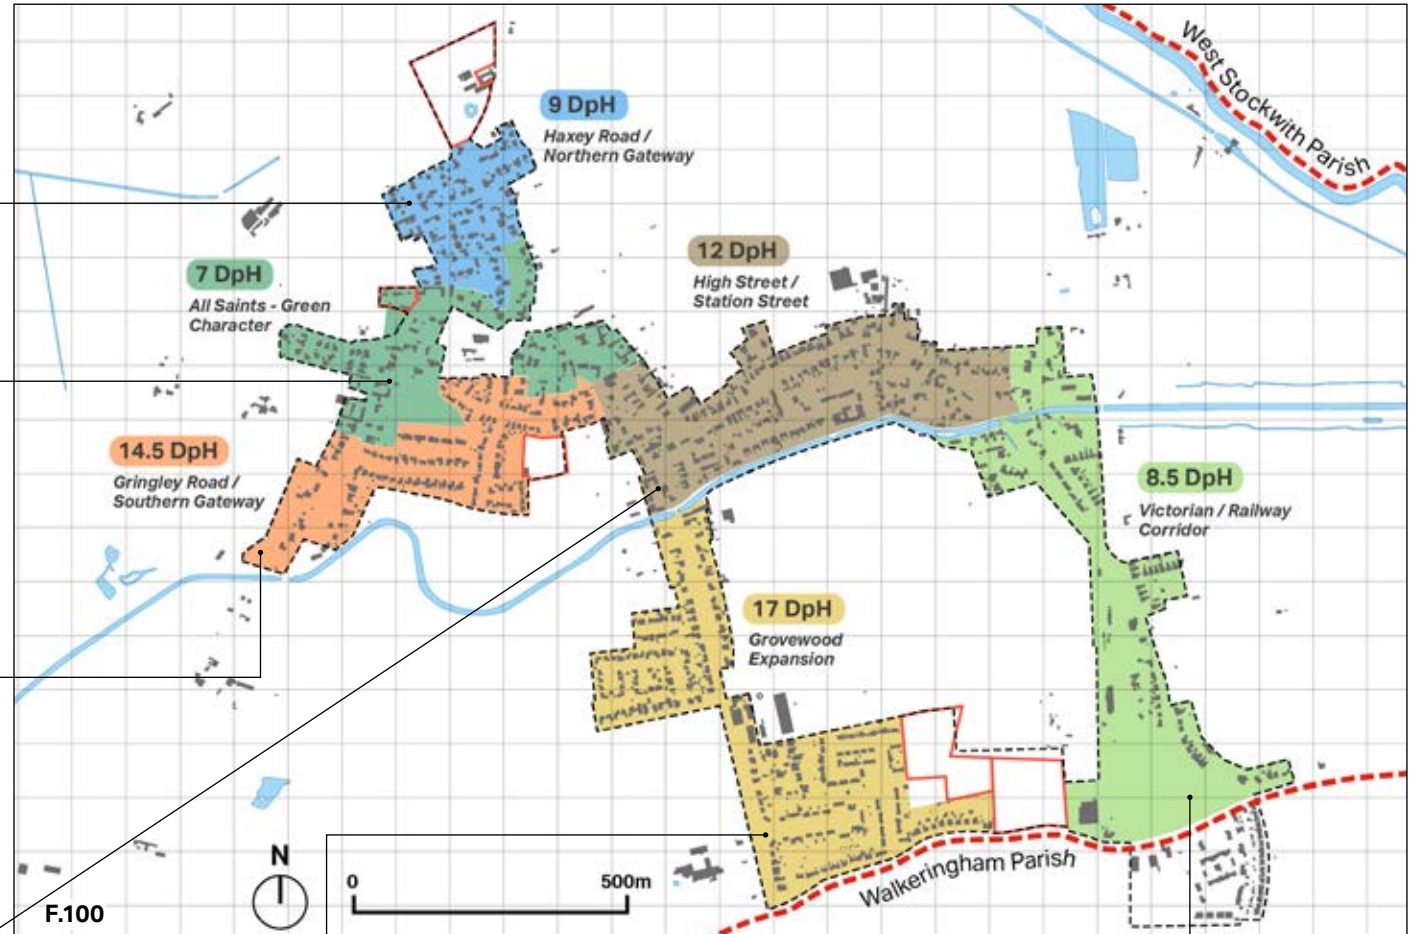 West Stockwith Parish
9 DpH
Haxey Road /
Northern Gateway
12 DpH
High Street /
Station Street
7 DpH
All Saints - Green
Character
14.5 DpH
Gringley Road /
Southern Gateway
8.5 DpH
Victorian / Railway
Corridor
17 DpH
Grovewood
Expansion
Walkeringham Parish
N
0
500m
F.100